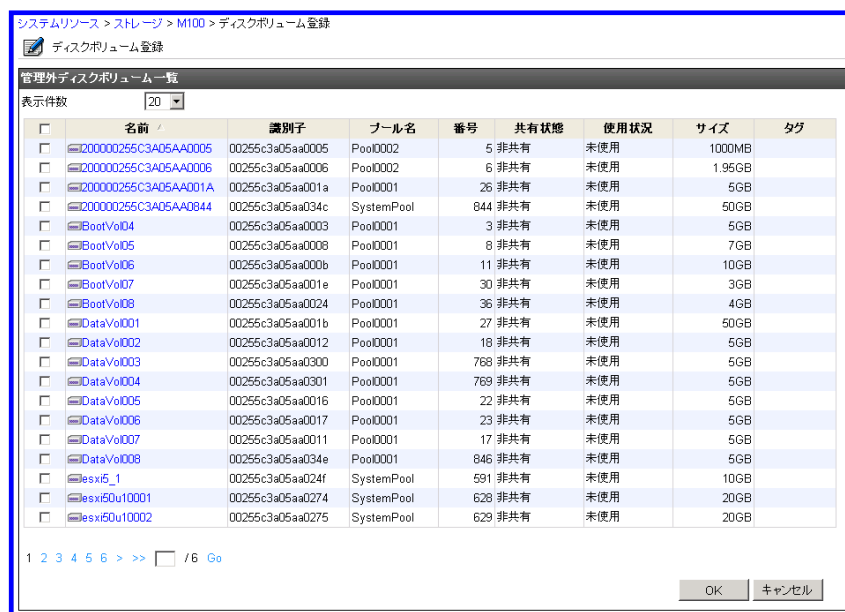 システムリソース > ストレージ > M100 > ディスクボリューム登録
ディスクボリューム登録
管理外ディスクボリューム一覧
表示件数 20
名前 識別子 プール名 番号 共有状態 使用状況 サイズ タグ
200000255C3A05AA0005 00255c3a05aa0005 Pool0002 5 非共有 未使用 1000MB
200000255C3A05AA0006 00255c3a05aa0006 Pool0002 6 非共有 未使用 1.95GB
200000255C3A05AA001A 00255c3a05aa001a Pool0001 26 非共有 未使用 5GB
200000255C3A05AA0844 00255c3a05aa034c SystemPool 844 非共有 未使用 50GB
BootVol04 00255c3a05aa0003 Pool0001 3 非共有 未使用 5GB
BootVol05 00255c3a05aa0008 Pool0001 8 非共有 未使用 7GB
BootVol06 00255c3a05aa000b Pool0001 11 非共有 未使用 10GB
BootVol07 00255c3a05aa001e Pool0001 30 非共有 未使用 3GB
BootVol08 00255c3a05aa0024 Pool0001 36 非共有 未使用 4GB
DataVol001 00255c3a05aa001b Pool0001 27 非共有 未使用 50GB
DataVol002 00255c3a05aa0012 Pool0001 18 非共有 未使用 5GB
DataVol003 00255c3a05aa0300 Pool0001 768 非共有 未使用 5GB
DataVol004 00255c3a05aa0301 Pool0001 769 非共有 未使用 5GB
DataVol005 00255c3a05aa0016 Pool0001 22 非共有 未使用 5GB
DataVol006 00255c3a05aa0017 Pool0001 23 非共有 未使用 5GB
DataVol007 00255c3a05aa0011 Pool0001 17 非共有 未使用 5GB
DataVol008 00255c3a05aa034e Pool0001 846 非共有 未使用 5GB
esxi5_1 00255c3a05aa024f SystemPool 591 非共有 未使用 10GB
esxi50u10001 00255c3a05aa0274 SystemPool 628 非共有 未使用 20GB
esxi50u10002 00255c3a05aa0275 SystemPool 629 非共有 未使用 20GB
1 2 3 4 5 6 > >> /6 Go
OK キャンセル